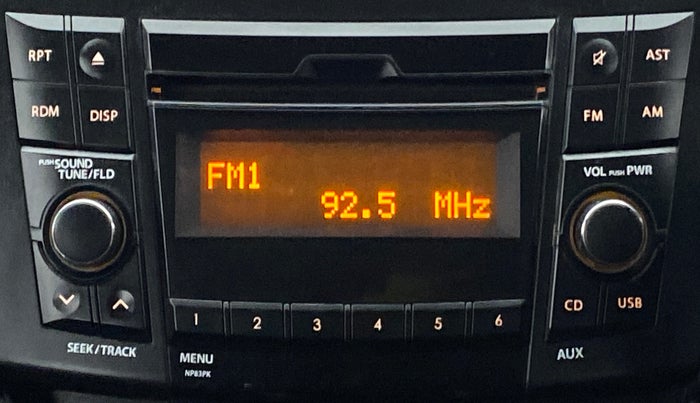 RPT
AST
RDM
DISP
FM
AM
PUSH SOUND
TUNE/FLD
VOL PUSH PWR
FM1
92.5 MHz
CD
USB
1 2 3 4 5 6
SEEK/TRACK
MENU
NP83PK
AUX